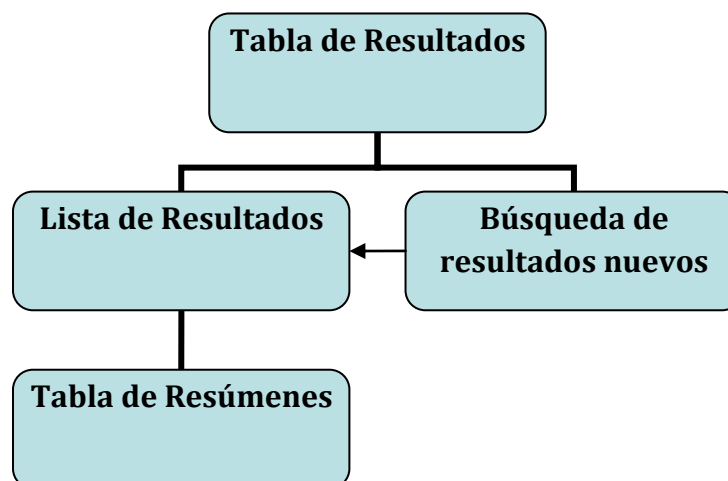 Tabla de Resultados
Lista de Resultados
Búsqueda de
resultados nuevos
Tabla de Resúmenes